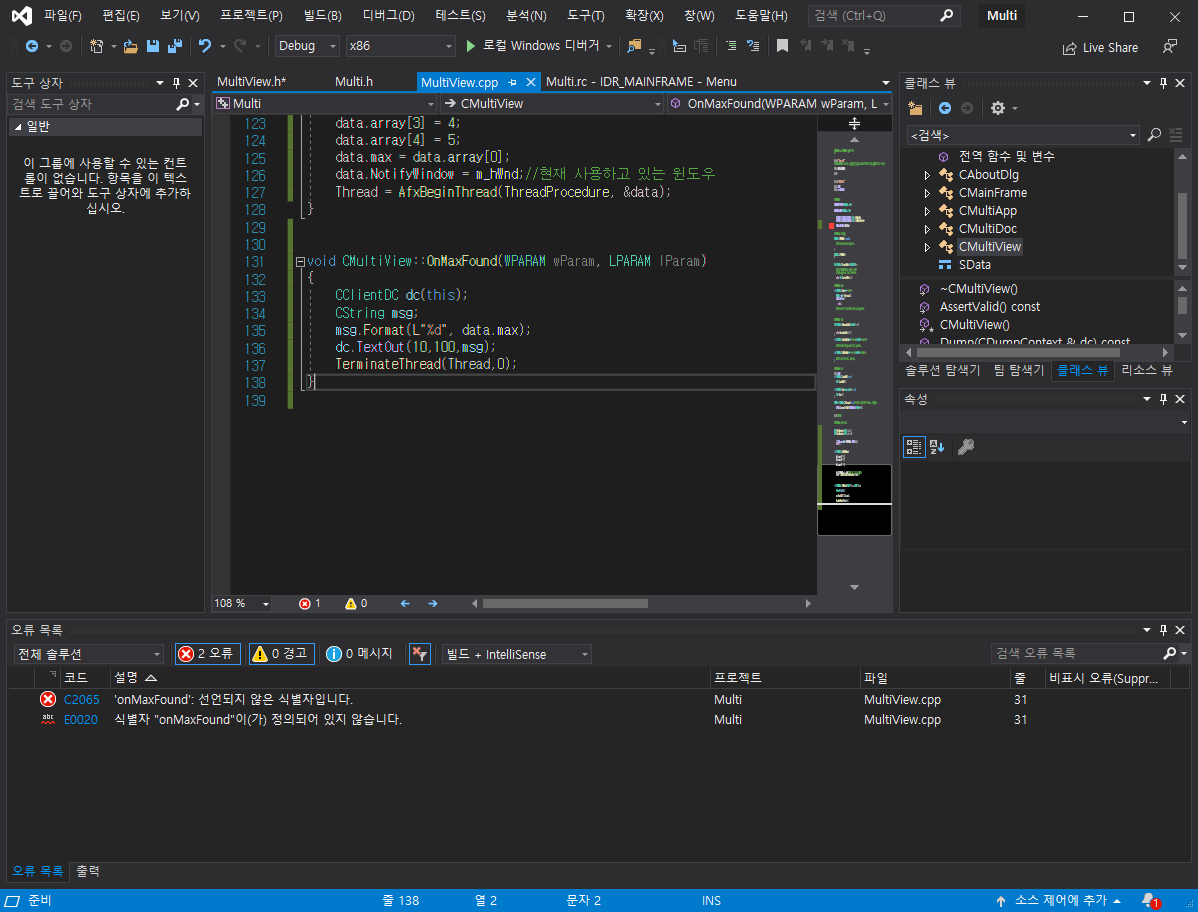 파일(F) 편집(E) 보기(V) 프로젝트(P) 빌드(B) 디버그(D) 테스트(S) 분석(N) 도구(T) 확장(X) 창(W) 도움말(H) 검색 (Ctrl+Q) Multi
Debug x86 로컬 Windows 디버거 Live Share
도구 상자
검색 도구 상자
일반
이 그룹에 사용할 수 있는 컨트
롤이 없습니다. 항목을 이 텍스
트로 끌어와 도구 상자에 추가하
십시오.
MultiView.h* Multi.h MultiView.cpp Multi.rc - IDR_MAINFRAME - Menu
Multi CMultiView OnMaxFound(WPARAM wParam, L
123 data.array[3] = 4;
124 data.array[4] = 5;
125 data.max = data.array[0];
126 data.NotifyWindow = m_hWnd;//현재 사용하고 있는 윈도우
127 Thread = AfxBeginThread(ThreadProcedure, &data);
128 }
129
130
131 void CMultiView::OnMaxFound(WPARAM wParam, LPARAM lParam)
132 {
133 CClientDC dc(this);
134 CString msg;
135 msg.Format(L"%d", data.max);
136 dc.TextOut(10,100,msg);
137 TerminateThread(Thread,0);
138 }
139
108 % 1 0
클래스 뷰
<검색>
전역 함수 및 변수
CAboutDlg
CMainFrame
CMultiApp
CMultiDoc
CMultiView
SData
~CMultiView()
AssertValid() const
CMultiView()
Dump(CDumpContext & dc) const
솔루션 탐색기 팀 탐색기 클래스 뷰 리소스 뷰
속성
오류 목록
전체 솔루션 2 오류 0 경고 0 메시지 빌드 + IntelliSense 검색 오류 목록
코드 설명 프로젝트 파일 줄 비표시 오류(Suppr...
C2065 'onMaxFound': 선언되지 않은 식별자입니다. Multi MultiView.cpp 31
abc E0020 식별자 "onMaxFound"이(가) 정의되어 있지 않습니다. Multi MultiView.cpp 31
오류 목록 출력
준비 줄 138 열 2 문자 2 INS 소스 제어에 추가 1